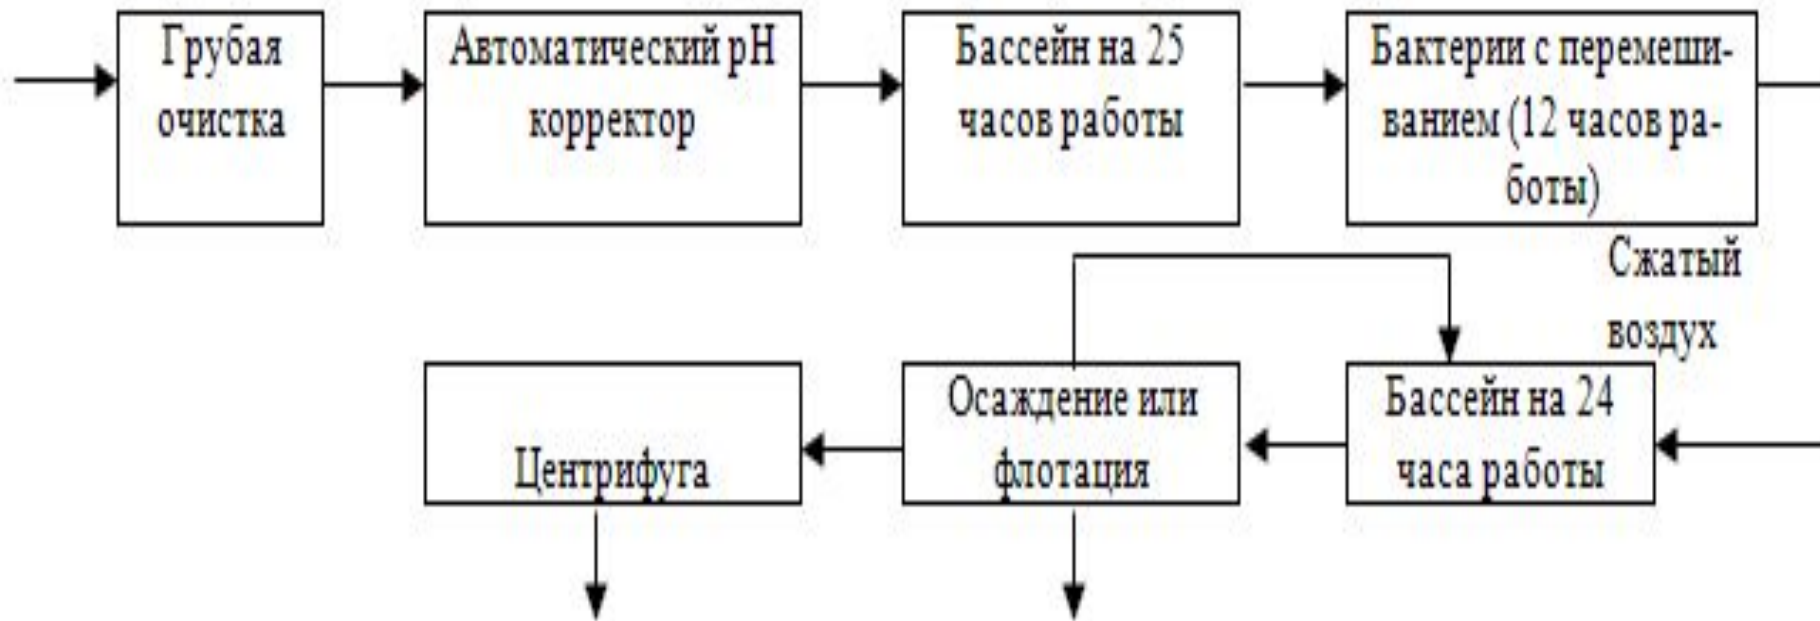 Грубая
очистка
Автоматический pH
корректор
Бассейн на 25
часов работы
Бактерии с перемеши-
ванием (12 часов ра-
боты)
Сжатый
воздух
Центрифуга
Осаждение или
флотация
Бассейн на 24
часа работы